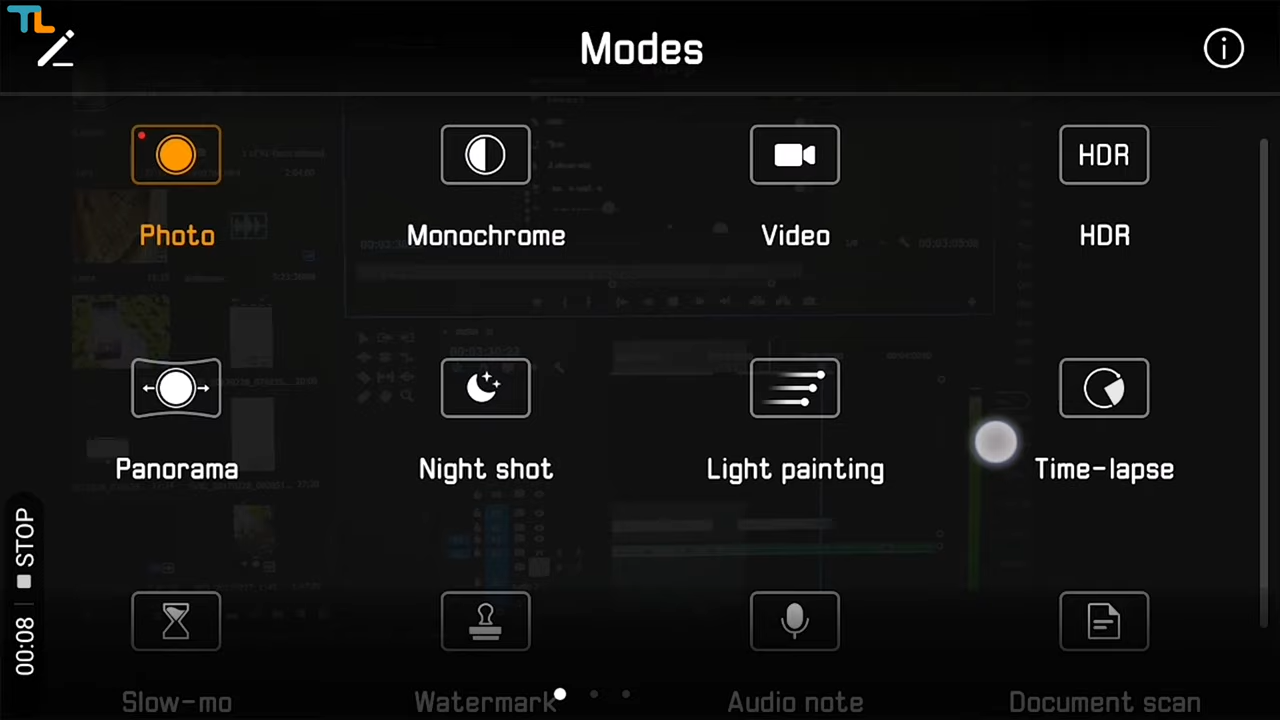 TL
Modes
HDR
Photo
Monochrome
Video
HDR
Panorama
Night shot
Light painting
Time-lapse
00:08 STOP
Slow-mo
Watermark
Audio note
Document scan